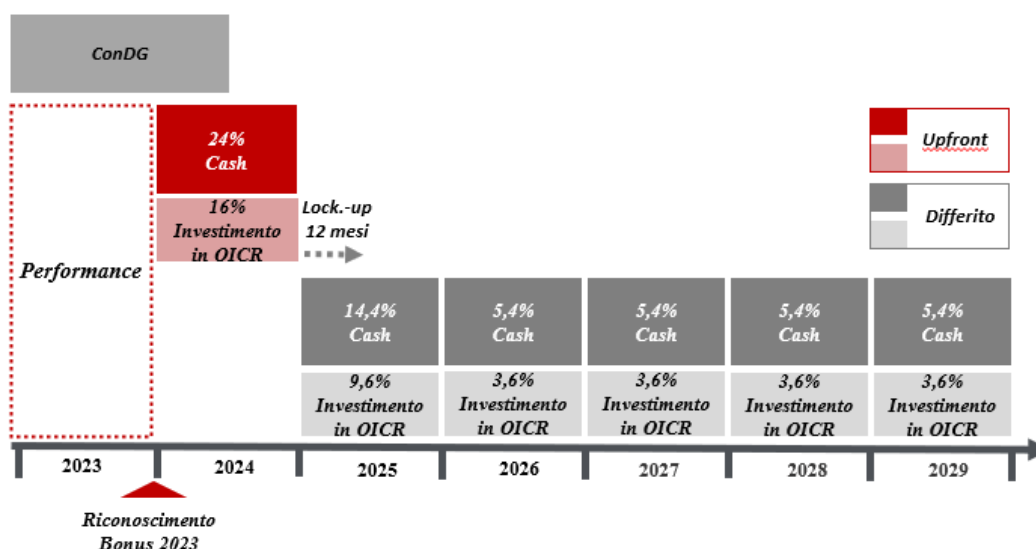 ConDG
24%
Cash
Upfront
16%
Investimento
in OICR
Lock.-up
12 mesi
Differito
Performance
14,4%
Cash
5,4%
Cash
5,4%
Cash
5,4%
Cash
5,4%
Cash
9,6%
Investimento
in OICR
3,6%
Investimento
in OICR
3,6%
Investimento
in OICR
3,6%
Investimento
in OICR
3,6%
Investimento
in OICR
2023
2024
2025
2026
2027
2028
2029
Riconoscimento
Bonus 2023